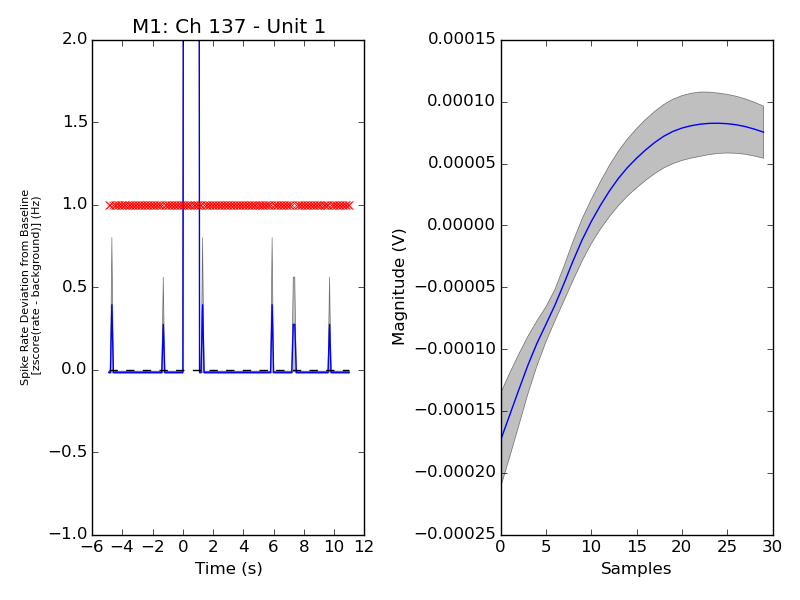 M1: Ch 137 - Unit 1
2.0
1.5
1.0
0.5
0.0
−0.5
−1.0
−6 −4 −2 0 2 4 6 8 10 12
Time (s)
Spike Rate Deviation from Baseline
[zscore(rate - background)] (Hz)
0.00015
0.00010
0.00005
0.00000
−0.00005
−0.00010
−0.00015
−0.00020
−0.00025
0 5 10 15 20 25 30
Samples
Magnitude (V)